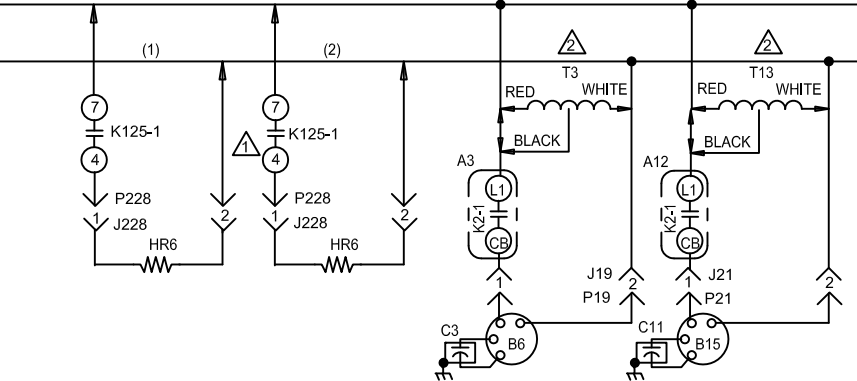 (1)
(2)
2
2
T3
T13
RED
WHITE
RED
WHITE
7
7
K125-1
K125-1
1
BLACK
BLACK
4
4
A3
A12
L1
L1
P228
P228
K2-1
K2-1
1
2
1
2
J228
J228
CB
CB
HR6
HR6
J19
J21
1
2
1
2
P19
P21
C3
C11
B6
B15